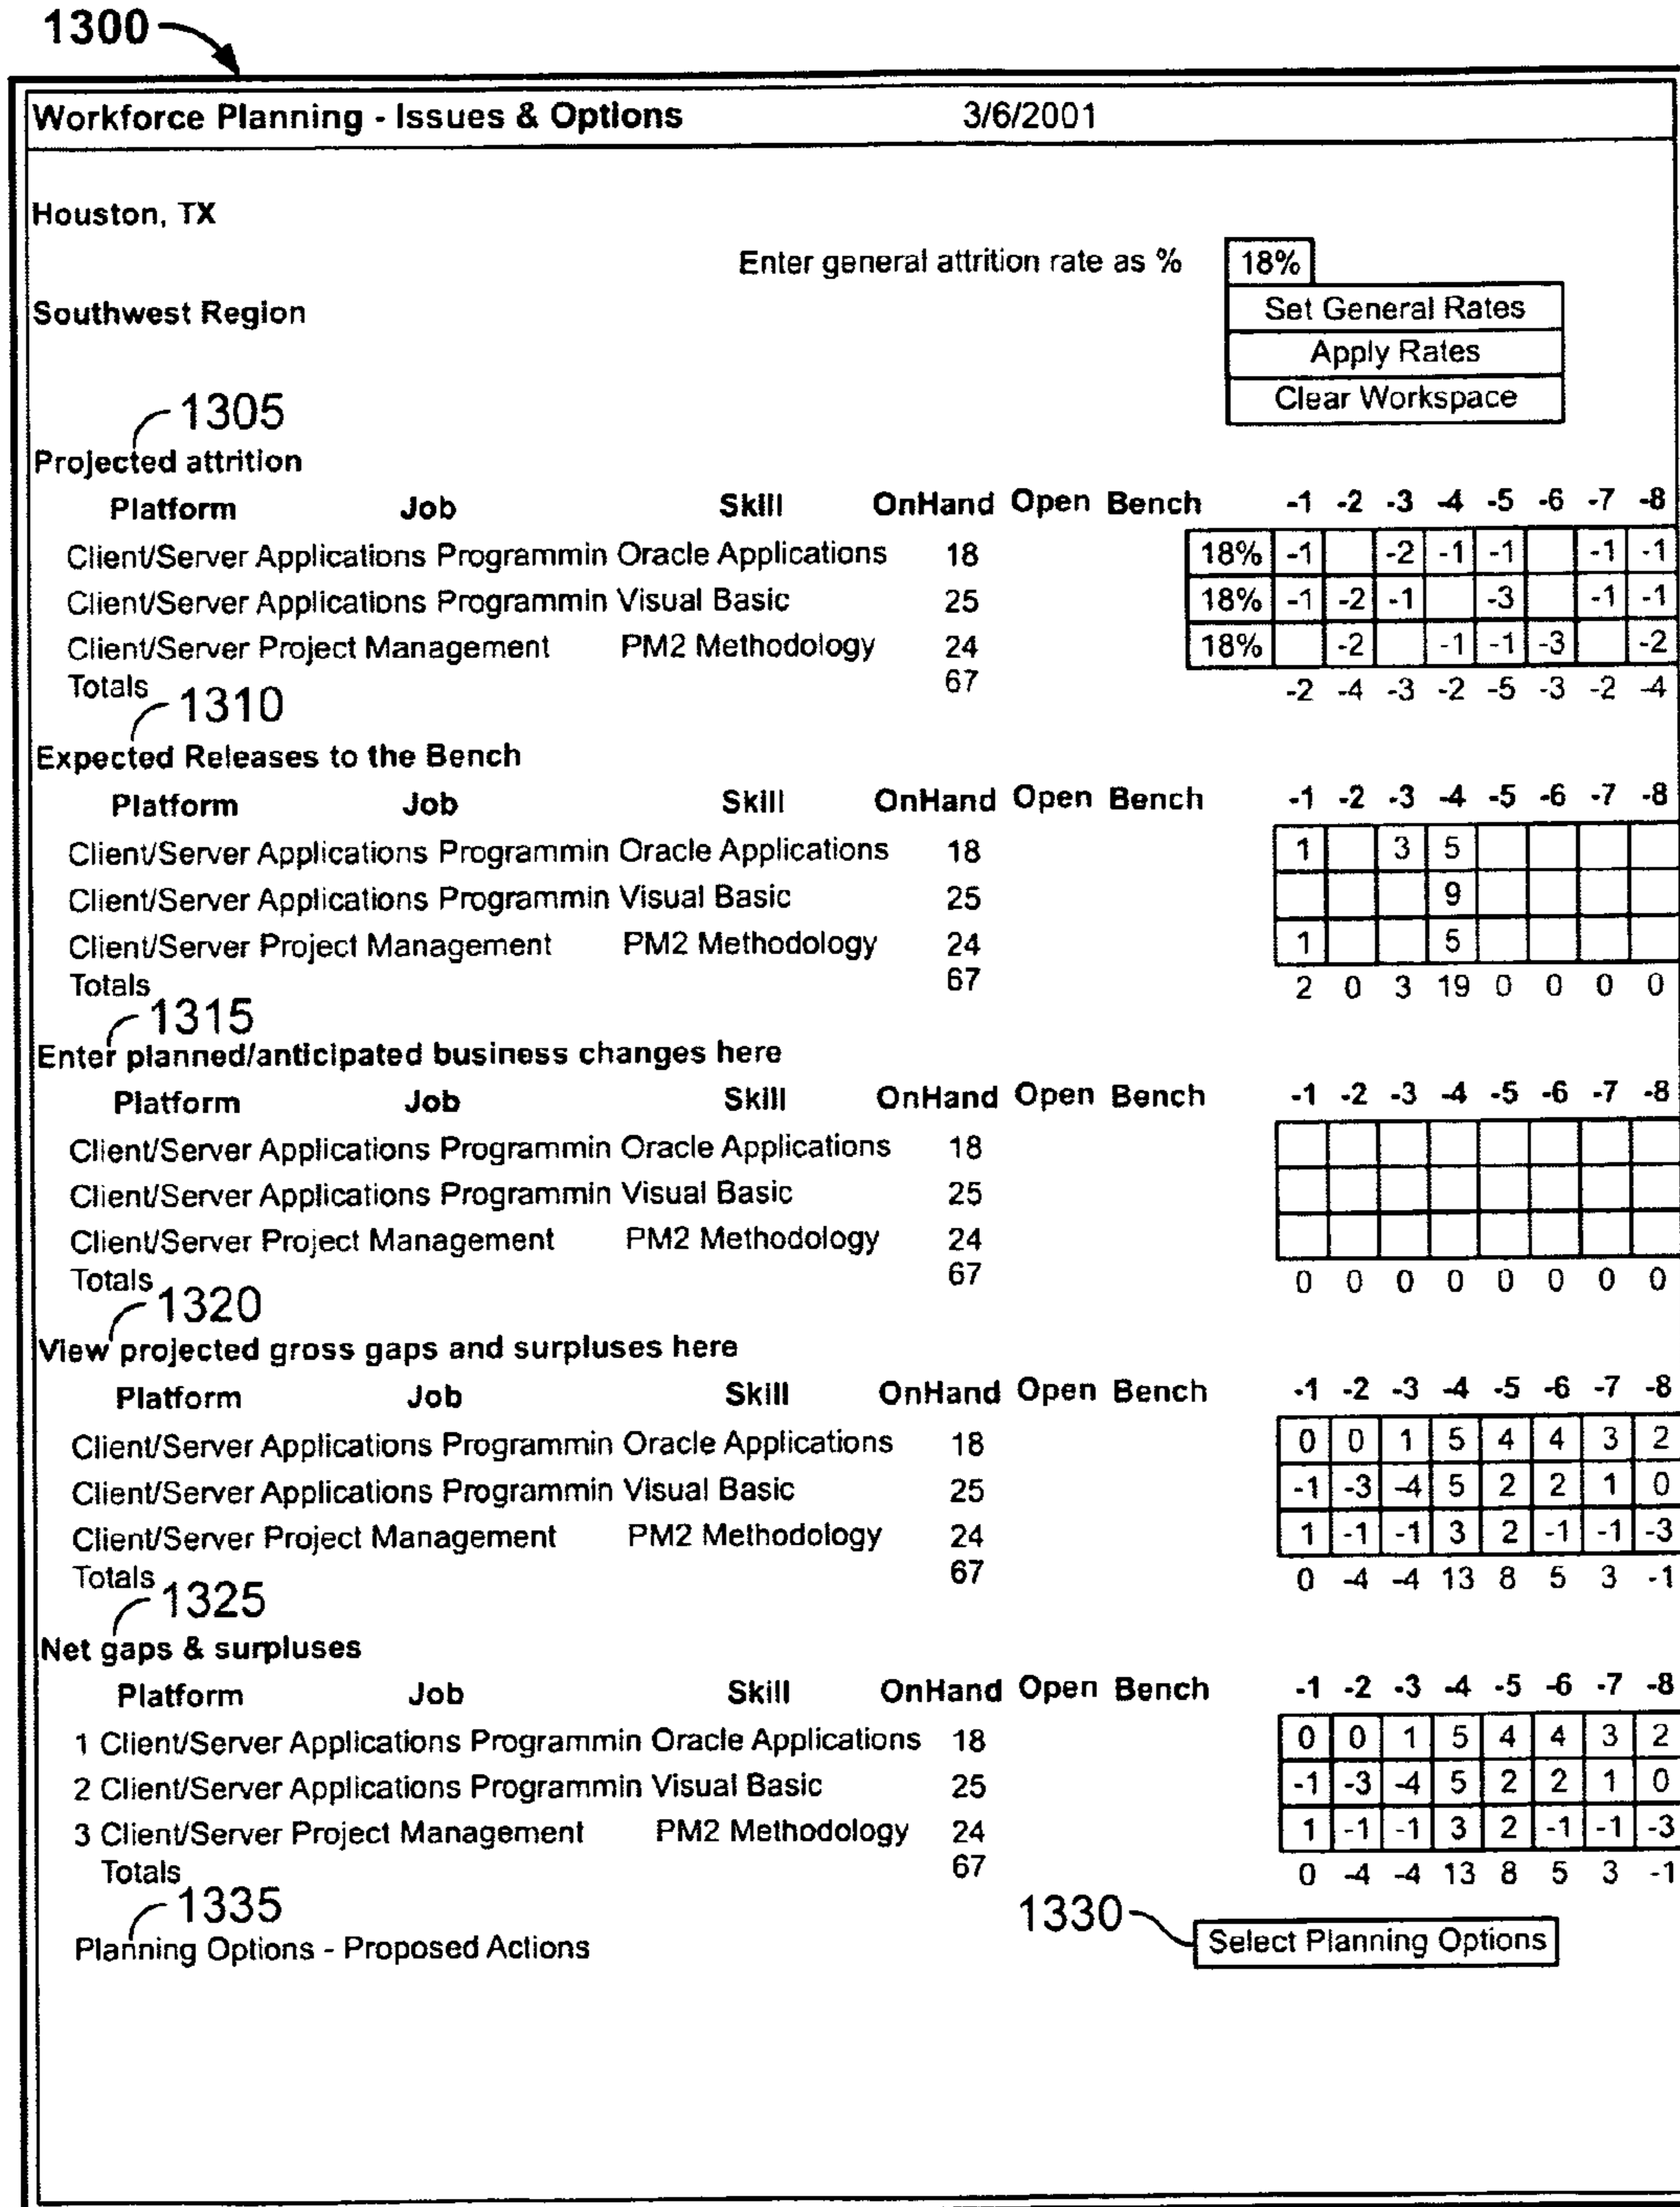 1300
Workforce Planning - Issues & Options 3/6/2001
Houston, TX
Enter general attrition rate as % 18%
Southwest Region
Set General Rates
Apply Rates
Clear Workspace
1305
Projected attrition
Platform Job Skill OnHand Open Bench -1 -2 -3 -4 -5 -6 -7 -8
Client/Server Applications Programmin Oracle Applications 18 18% -1 -2 -1 -1 -1 -1
Client/Server Applications Programmin Visual Basic 25 18% -1 -2 -1 -3 -1 -1
Client/Server Project Management PM2 Methodology 24 18% -2 -1 -1 -3 -2
Totals 67 -2 -4 -3 -2 -5 -3 -2 -4
1310
Expected Releases to the Bench
Platform Job Skill OnHand Open Bench -1 -2 -3 -4 -5 -6 -7 -8
Client/Server Applications Programmin Oracle Applications 18 1 3 5
Client/Server Applications Programmin Visual Basic 25 9
Client/Server Project Management PM2 Methodology 24 1 5
Totals 67 2 0 3 19 0 0 0 0
1315
Enter planned/anticipated business changes here
Platform Job Skill OnHand Open Bench -1 -2 -3 -4 -5 -6 -7 -8
Client/Server Applications Programmin Oracle Applications 18
Client/Server Applications Programmin Visual Basic 25
Client/Server Project Management PM2 Methodology 24
Totals 67 0 0 0 0 0 0 0 0
1320
View projected gross gaps and surpluses here
Platform Job Skill OnHand Open Bench -1 -2 -3 -4 -5 -6 -7 -8
Client/Server Applications Programmin Oracle Applications 18 0 0 1 5 4 4 3 2
Client/Server Applications Programmin Visual Basic 25 -1 -3 -4 5 2 2 1 0
Client/Server Project Management PM2 Methodology 24 1 -1 -1 3 2 -1 -1 -3
Totals 67 0 -4 -4 13 8 5 3 -1
1325
Net gaps & surpluses
Platform Job Skill OnHand Open Bench -1 -2 -3 -4 -5 -6 -7 -8
1 Client/Server Applications Programmin Oracle Applications 18 0 0 1 5 4 4 3 2
2 Client/Server Applications Programmin Visual Basic 25 -1 -3 -4 5 2 2 1 0
3 Client/Server Project Management PM2 Methodology 24 1 -1 -1 3 2 -1 -1 -3
Totals 67 0 -4 -4 13 8 5 3 -1
1335
1330
Planning Options - Proposed Actions Select Planning Options